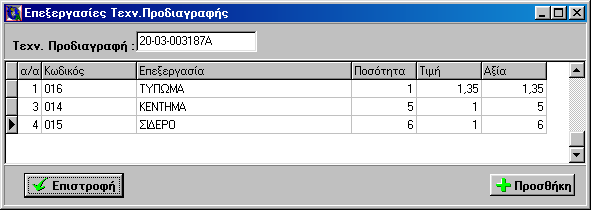 Επεξεργασίες Τεχν.Προδιαγραφής
Τεχν. Προδιαγραφή : 20-03-003187Α
α/α Κωδικός Επεξεργασία Ποσότητα Τιμή Αξία
1 016 ΤΥΠΩΜΑ 1 1,35 1,35
3 014 ΚΕΝΤΗΜΑ 5 1 5
4 015 ΣΙΔΕΡΟ 6 1 6
Επιστροφή Προσθήκη